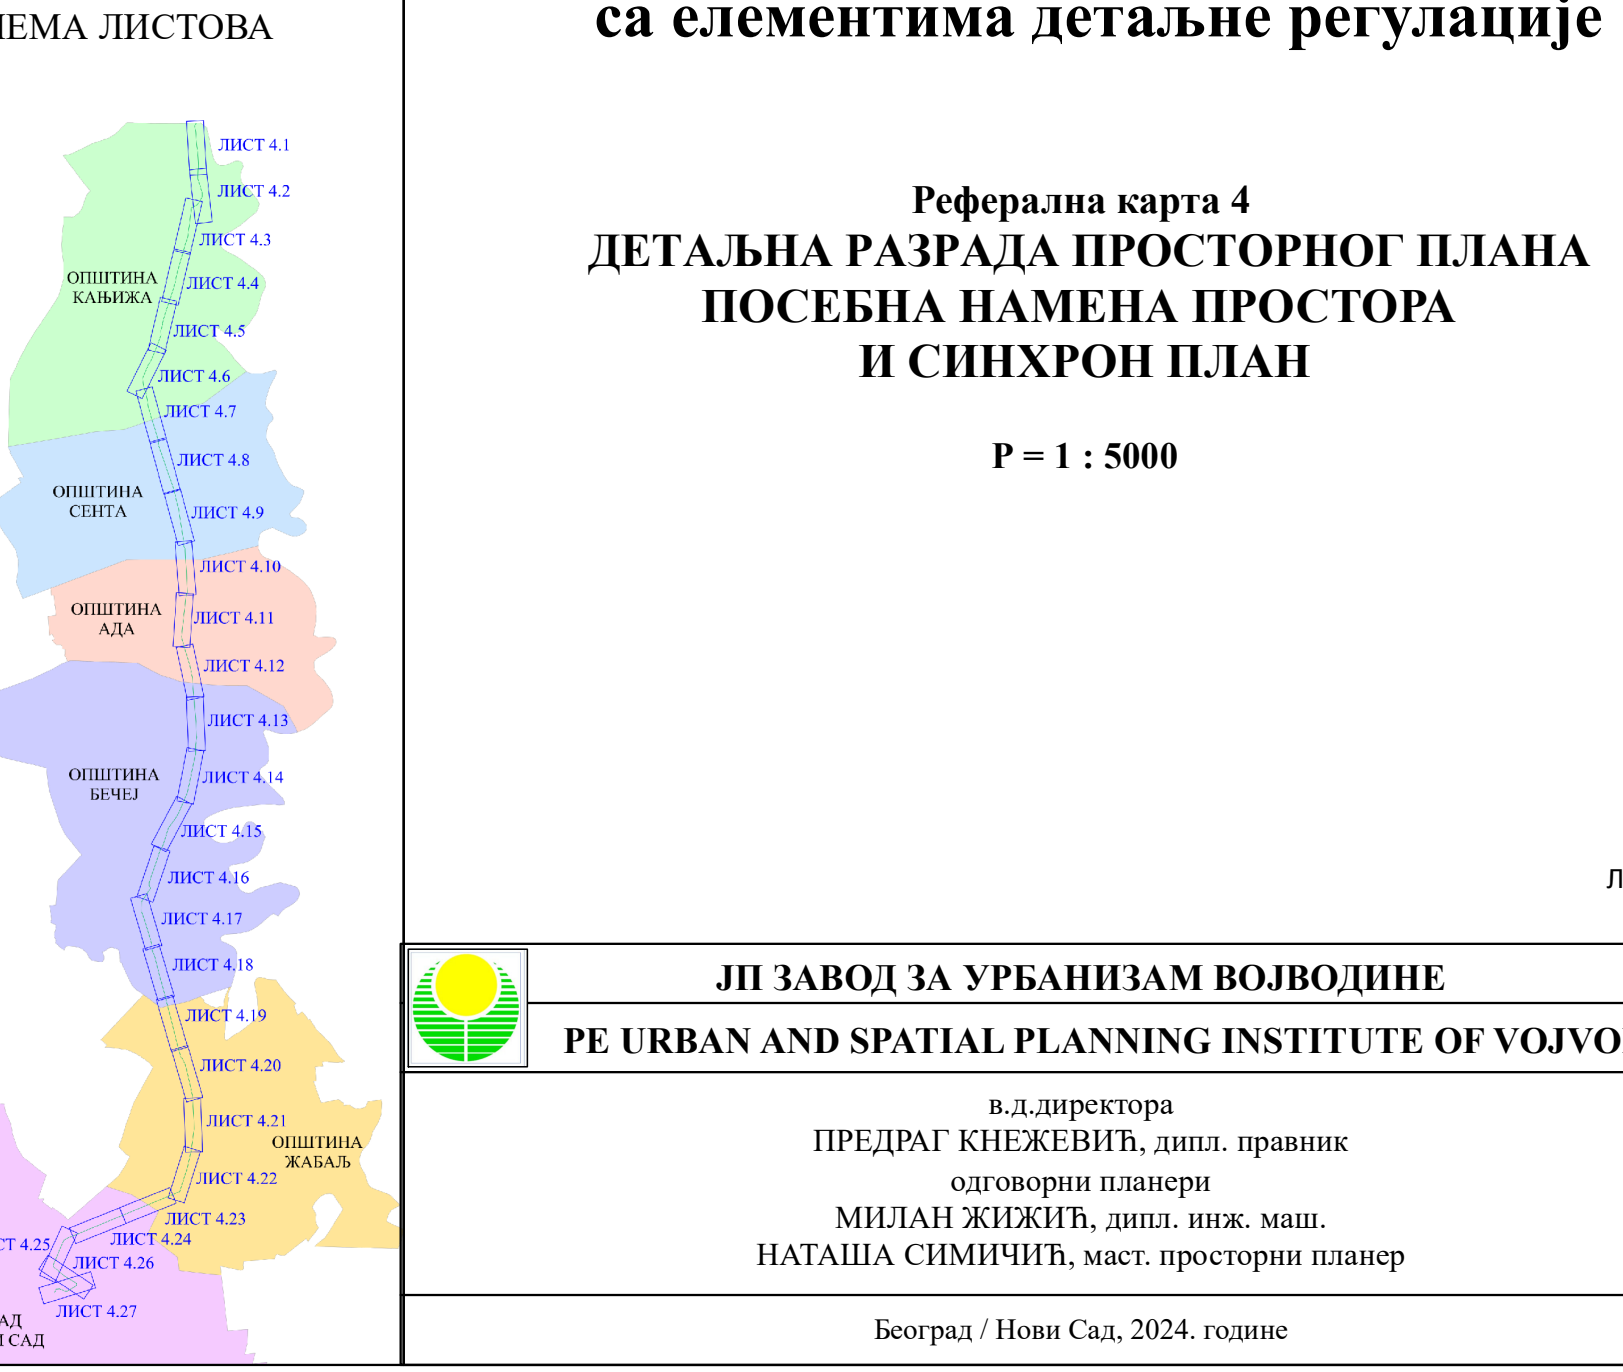 ЛИСТОВА
ЛИСТ 4.1
ЛИСТ 4.2
ЛИСТ 4.3
ОПШТИНА
КАЊИЖА
ЛИСТ 4.4
ЛИСТ 4.5
ЛИСТ 4.6
ЛИСТ 4.7
ЛИСТ 4.8
ОПШТИНА
СЕНТА
ЛИСТ 4.9
ЛИСТ 4.10
ОПШТИНА
АДА
ЛИСТ 4.11
ЛИСТ 4.12
ЛИСТ 4.13
ОПШТИНА
БЕЧЕЈ
ЛИСТ 4.14
ЛИСТ 4.15
ЛИСТ 4.16
ЛИСТ 4.17
ЛИСТ 4.18
ЛИСТ 4.19
ЛИСТ 4.20
ЛИСТ 4.21
ОПШТИНА
ЖАБАЉ
ЛИСТ 4.22
ЛИСТ 4.23
ЛИСТ 4.24
4.25
ЛИСТ 4.26
ЛИСТ 4.27
САД
са елементима детаљне регулације
Реферална карта 4
ДЕТАЉНА РАЗРАДА ПРОСТОРНОГ ПЛАНА
ПОСЕБНА НАМЕНА ПРОСТОРА
И СИНХРОН ПЛАН
Р = 1 : 5000
ЈП ЗАВОД ЗА УРБАНИЗАМ ВОЈВОДИНЕ
PE URBAN AND SPATIAL PLANNING INSTITUTE OF
в.д.директора
ПРЕДРАГ КНЕЖЕВИЋ, дипл. правник
одговорни планери
МИЛАН ЖИЖИЋ, дипл. инж. маш.
НАТАША СИМИЧИЋ, маст. просторни планер
Београд / Нови Сад, 2024. године